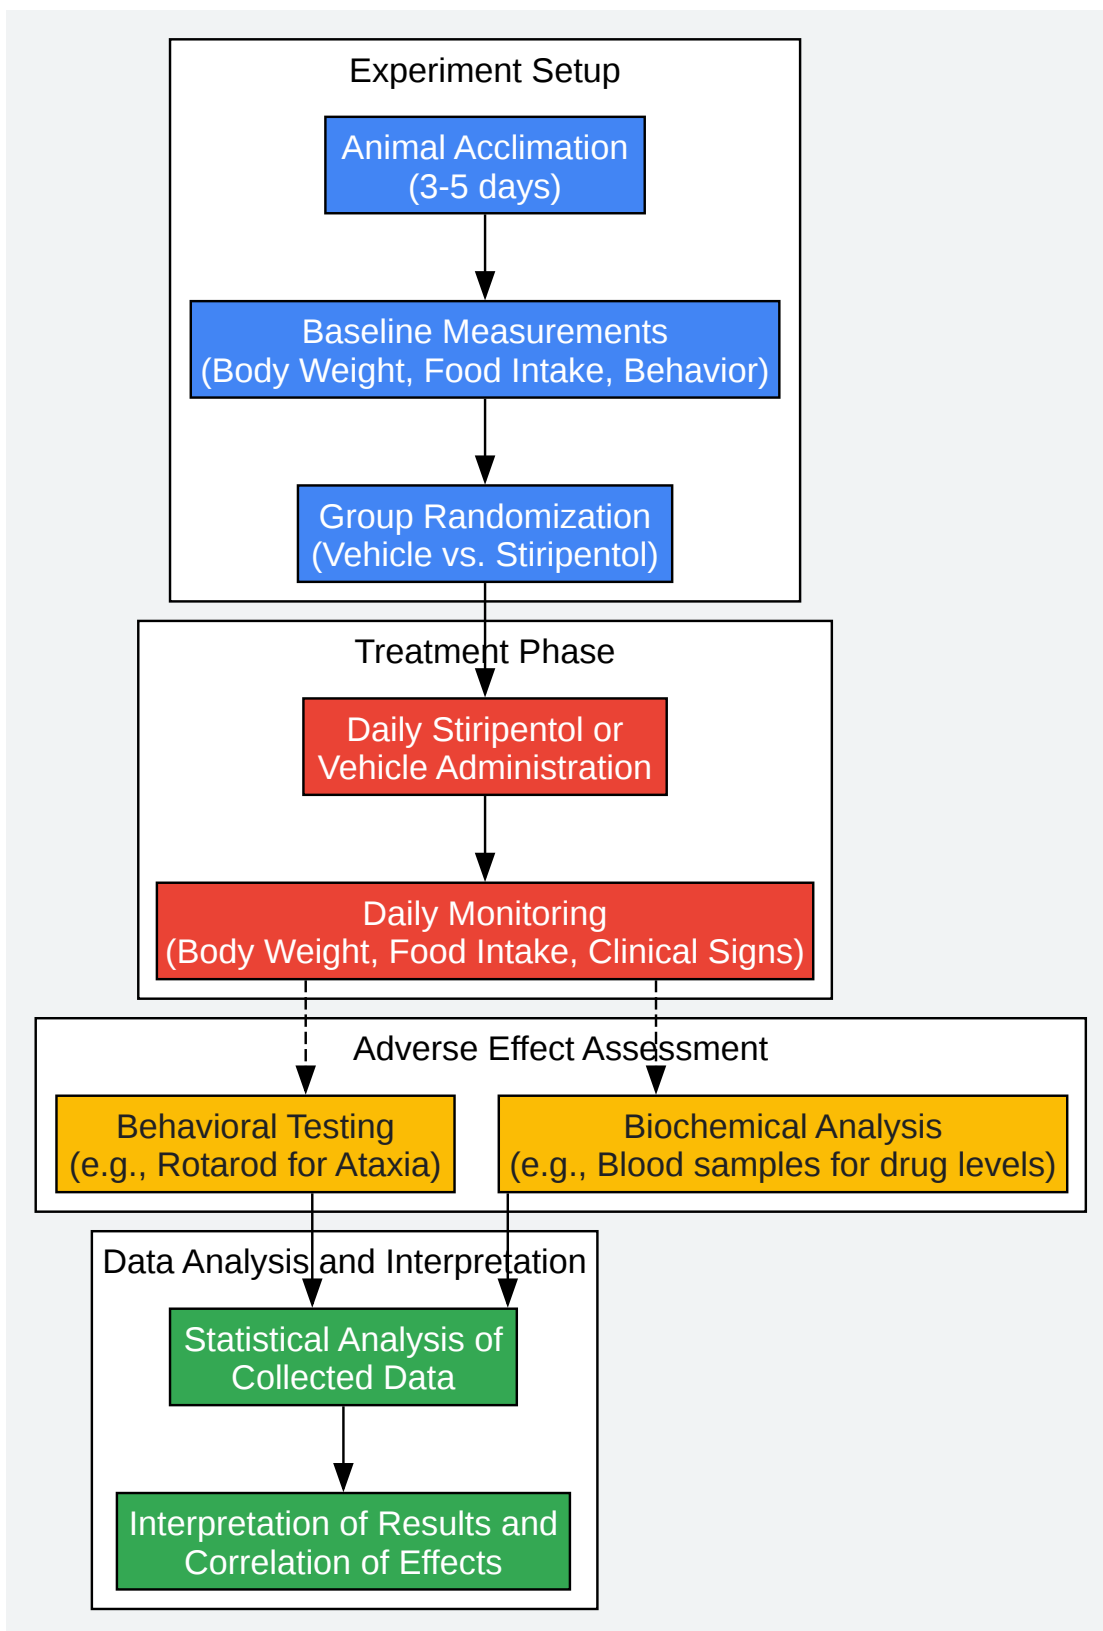 Experiment Setup
Animal Acclimation
(3-5 days)
Baseline Measurements
(Body Weight, Food Intake, Behavior)
Group Randomization
(Vehicle vs. Stiripentol)
Treatment Phase
Daily Stiripentol or
Vehicle Administration
Daily Monitoring
(Body Weight, Food Intake, Clinical Signs)
Adverse Effect Assessment
Behavioral Testing
(e.g., Rotarod for Ataxia)
Biochemical Analysis
(e.g., Blood samples for drug levels)
Data Analysis and Interpretation
Statistical Analysis of
Collected Data
Interpretation of Results and
Correlation of Effects